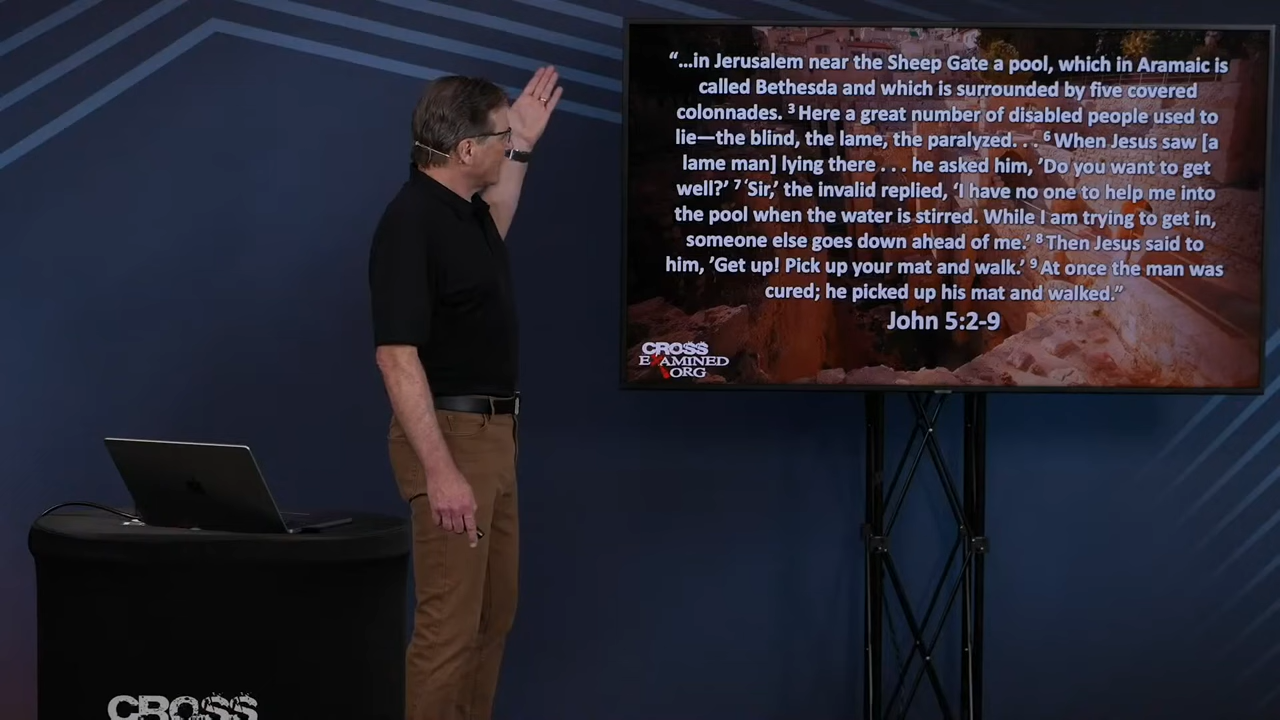 “...in Jerusalem near the Sheep Gate a pool, which in Aramaic is
called Bethesda and which is surrounded by five covered
colonnades. ³ Here a great number of disabled people used to
lie—the blind, the lame, the paralyzed. . . ⁶ When Jesus saw [a
lame man] lying there . . . he asked him, ’Do you want to get
well?’ ⁷ ‘Sir,’ the invalid replied, ‘I have no one to help me into
the pool when the water is stirred. While I am trying to get in,
someone else goes down ahead of me.’ ⁸ Then Jesus said to
him, ’Get up! Pick up your mat and walk.’ ⁹ At once the man was
cured; he picked up his mat and walked.”
John 5:2-9
CROSS
EXAMINED
.ORG
CROSS